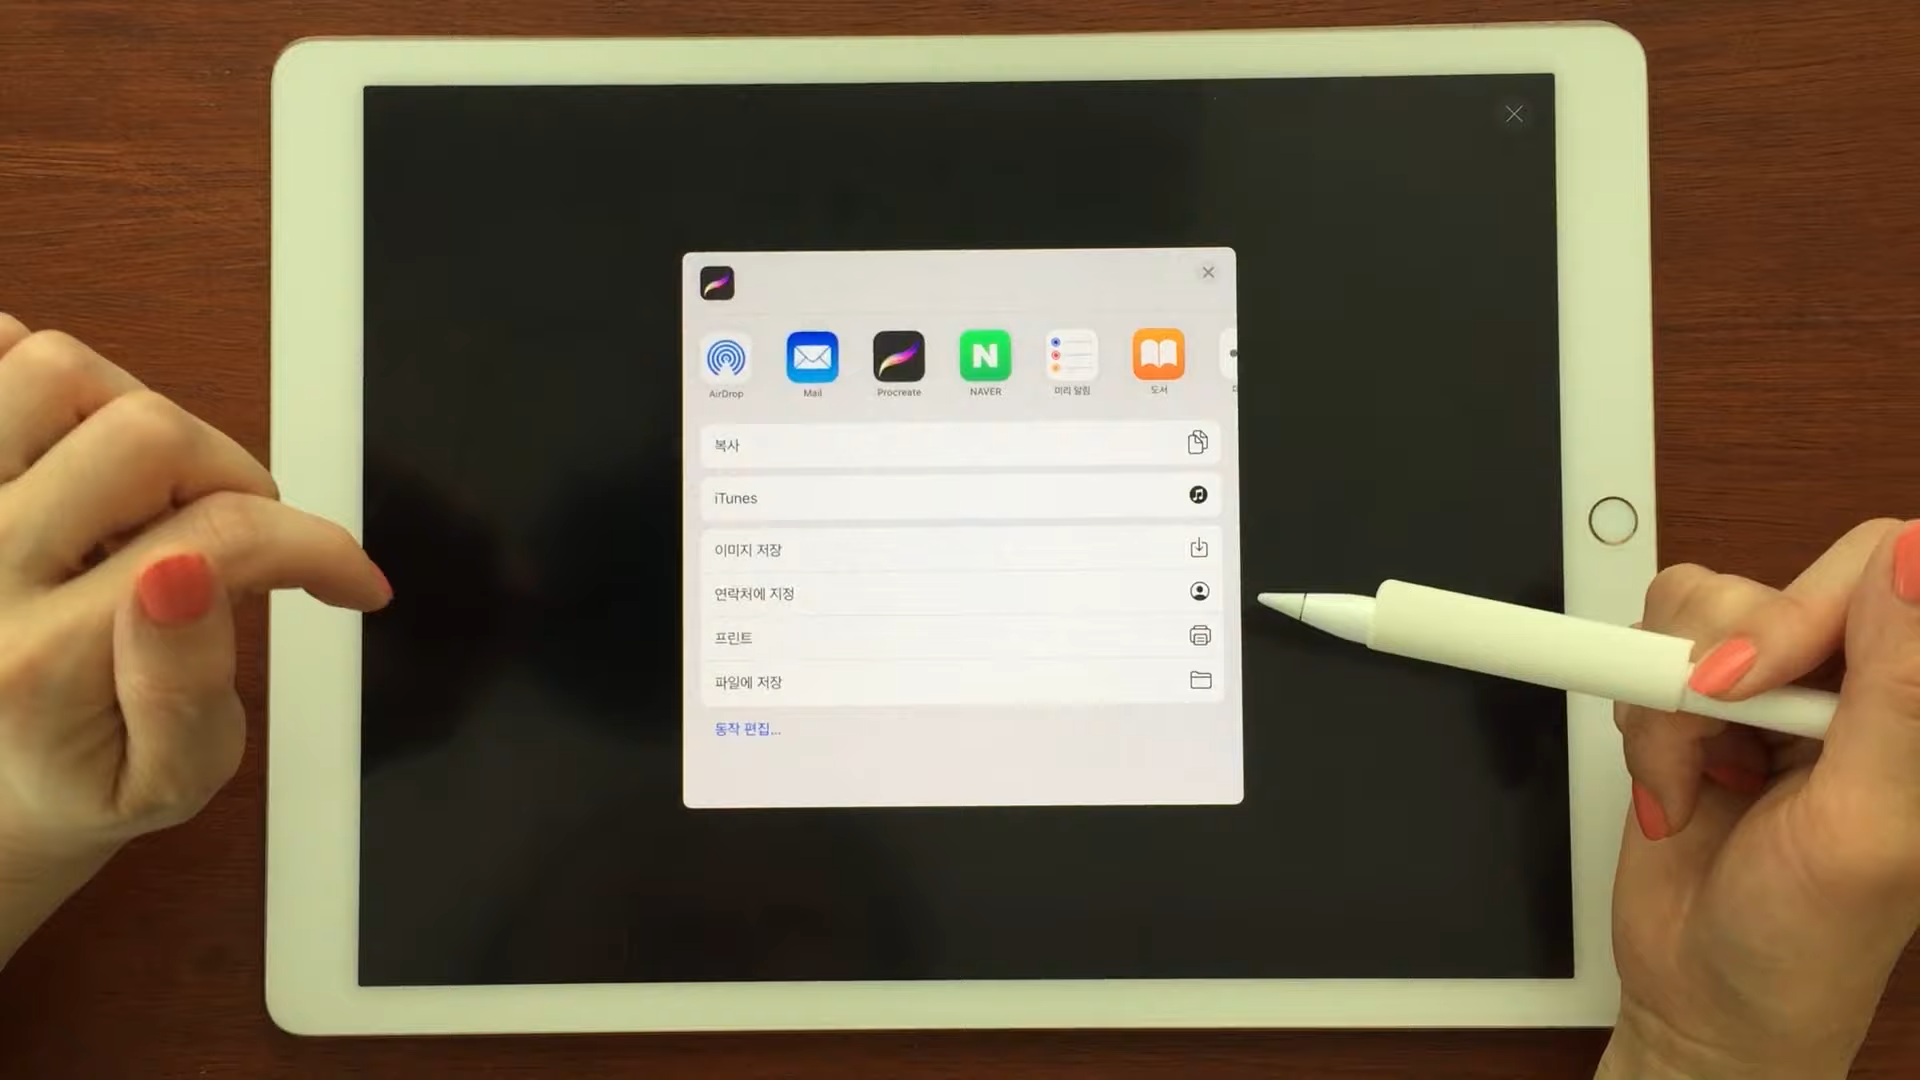 AirDrop
Mail
Procreate
N
NAVER
미리 알림
도서
복사
iTunes
이미지 저장
연락처에 지정
프린트
파일에 저장
동작 편집...